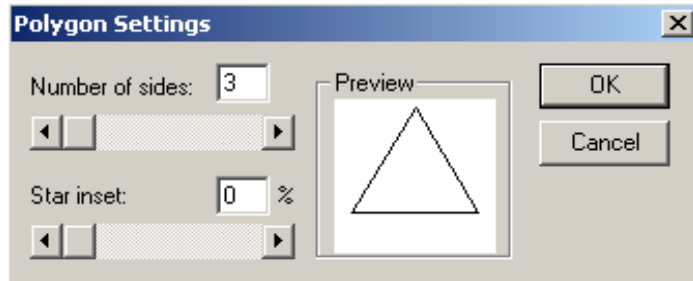 Polygon Settings
Number of sides: 3
Star inset: 0 %
Preview
OK
Cancel